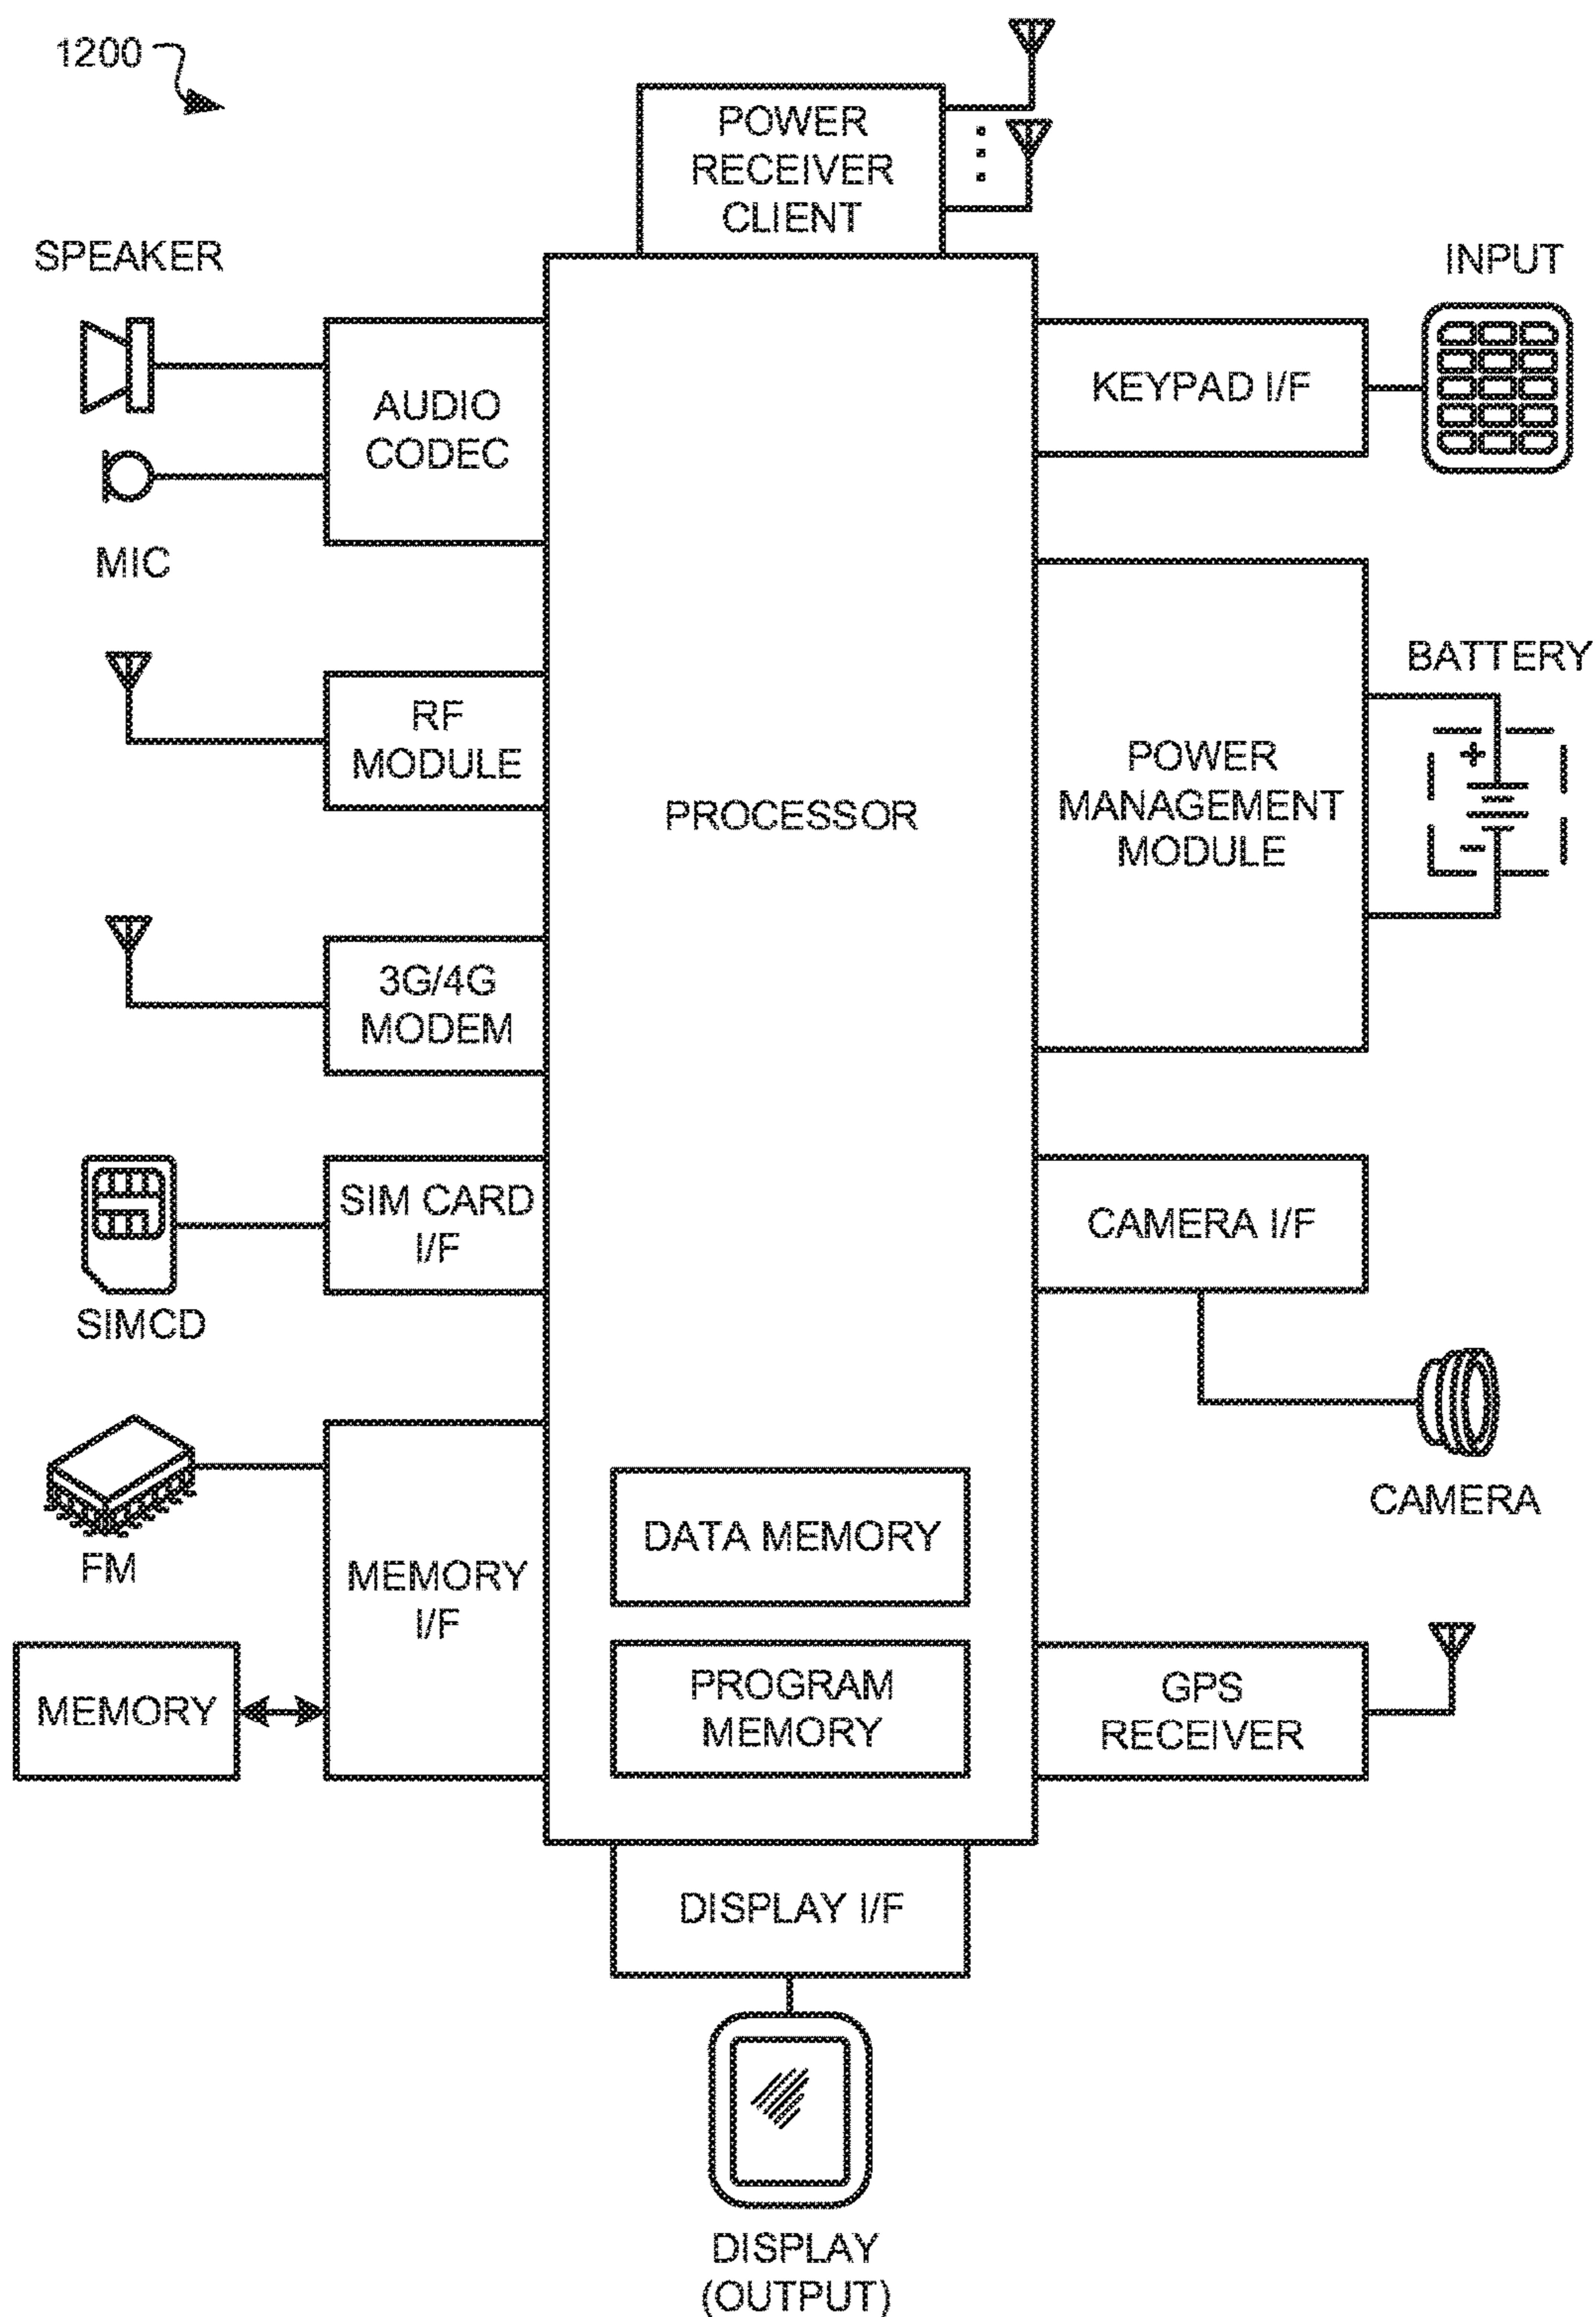 1200
POWER
RECEIVER
CLIENT
SPEAKER
INPUT
AUDIO
CODEC
KEYPAD I/F
MIC
BATTERY
RF
MODULE
PROCESSOR
POWER
MANAGEMENT
MODULE
+
-
3G/4G
MODEM
SIM CARD
I/F
CAMERA I/F
SIMCD
CAMERA
DATA MEMORY
FM
MEMORY
I/F
MEMORY
PROGRAM
MEMORY
GPS
RECEIVER
DISPLAY I/F
DISPLAY
(OUTPUT)